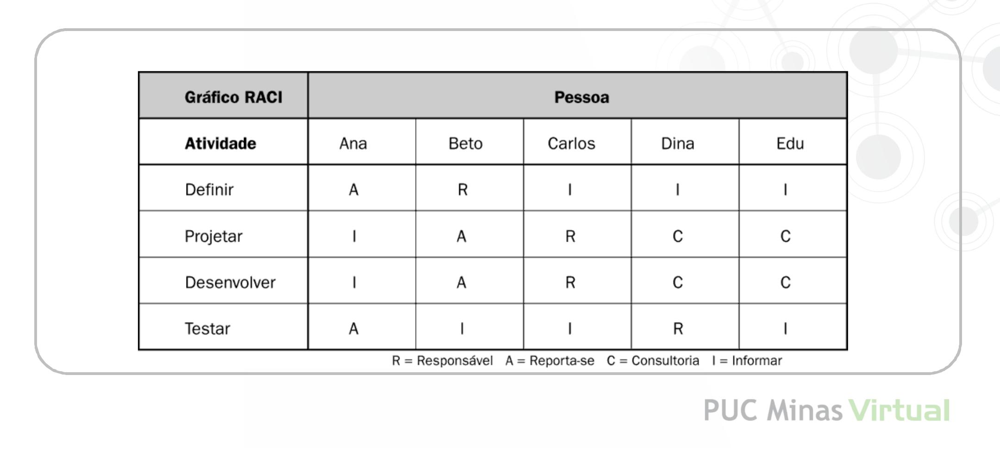 Gráfico RACI Pessoa
Atividade Ana Beto Carlos Dina Edu
Definir A R I I I
Projetar I A R C C
Desenvolver I A R C C
Testar A I I R I
R = Responsável A = Reporta-se C = Consultoria I = Informar
PUC Minas Virtual